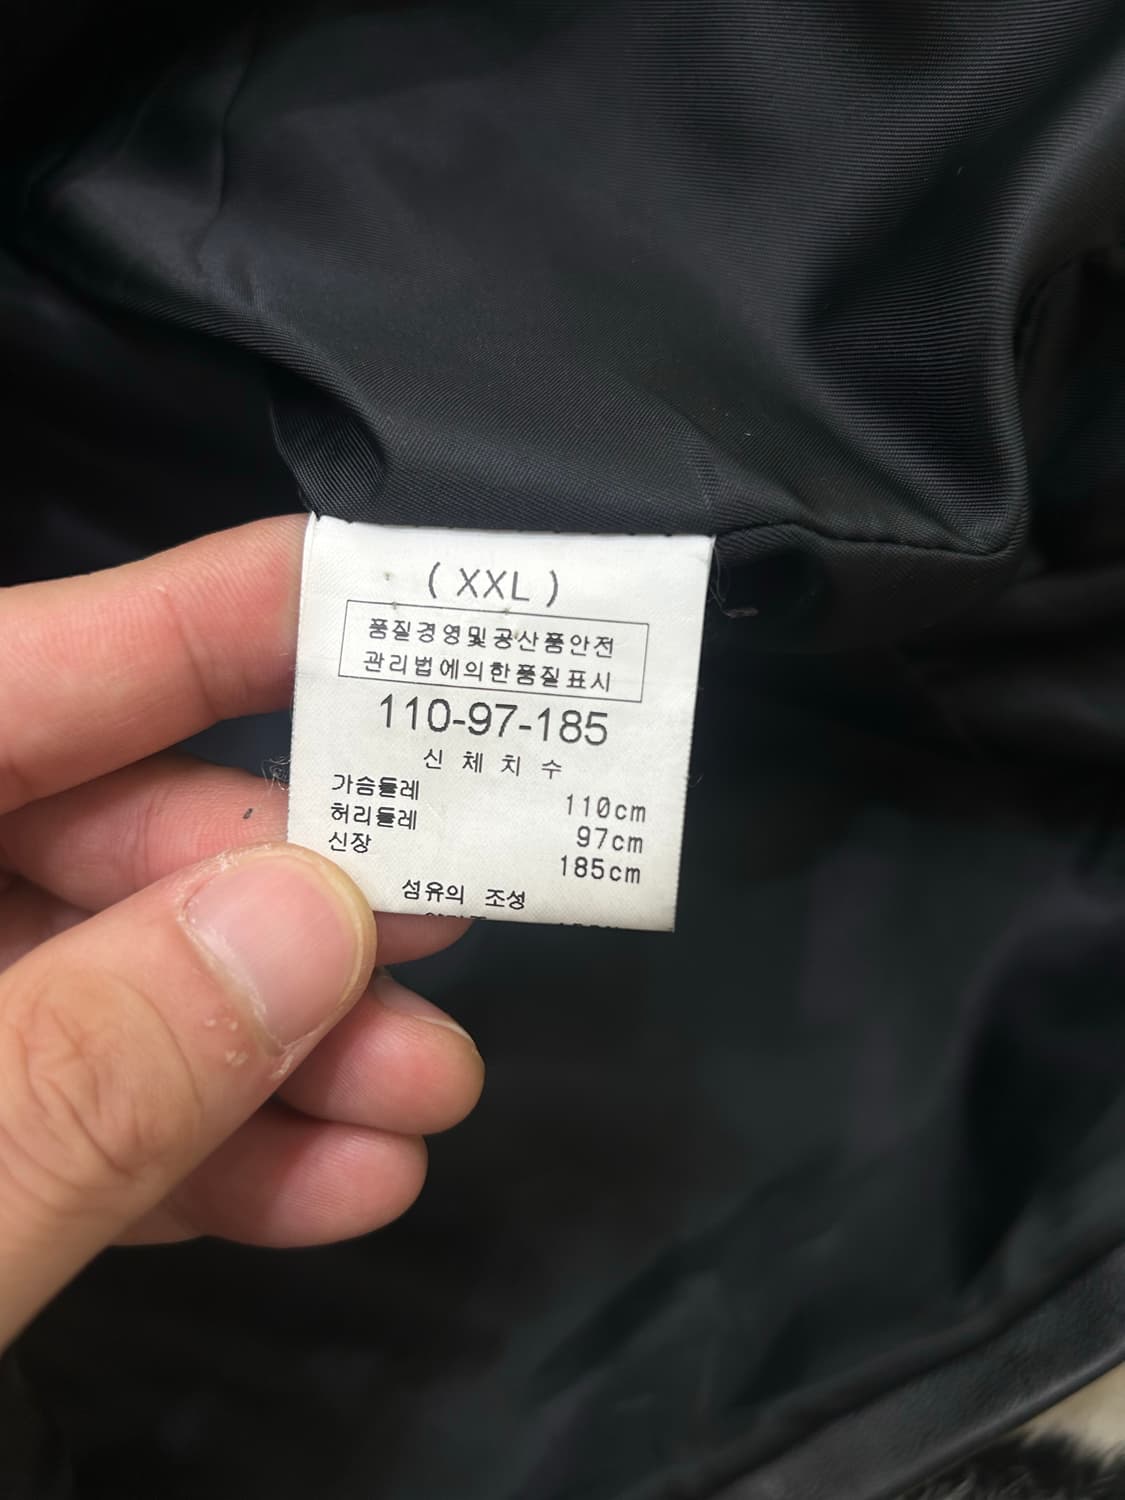 ( XXL )
품질경영및공산품안전
관리법에의한품질표시
110-97-185
신 체 치 수
가슴둘레 110cm
허리둘레 97cm
신장 185cm
섬유의 조성